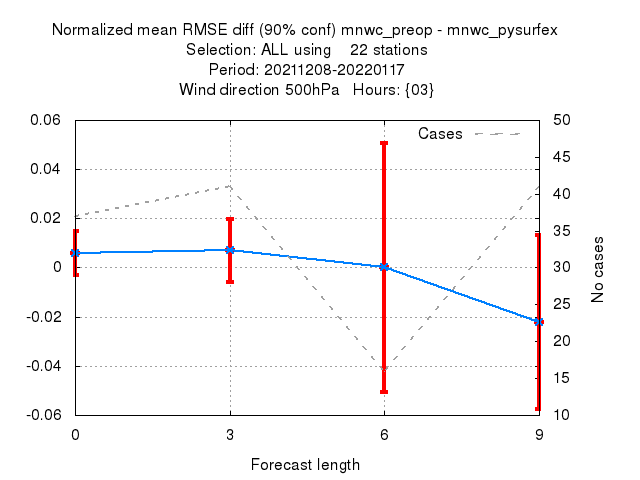 Normalized mean RMSE diff (90% conf) mnwc_preop - mnwc_pysurfex
Selection: ALL using    22 stations
Period: 20211208-20220117
Wind direction 500hPa   Hours: {03}
Cases
0.06
0.04
0.02
0
-0.02
-0.04
-0.06
50
45
40
35
30
25
20
15
10
No cases
0 3 6 9
Forecast length